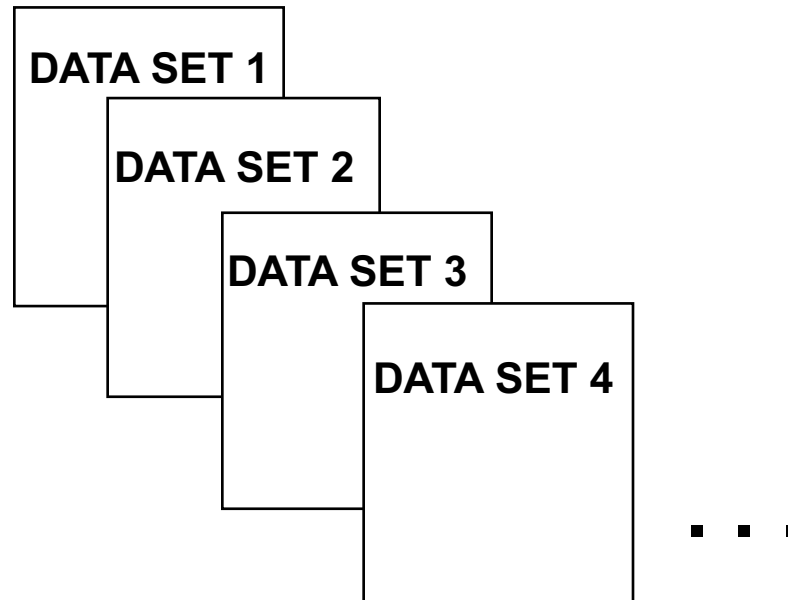 DATA SET 1
DATA SET 2
DATA SET 3
DATA SET 4
. . .